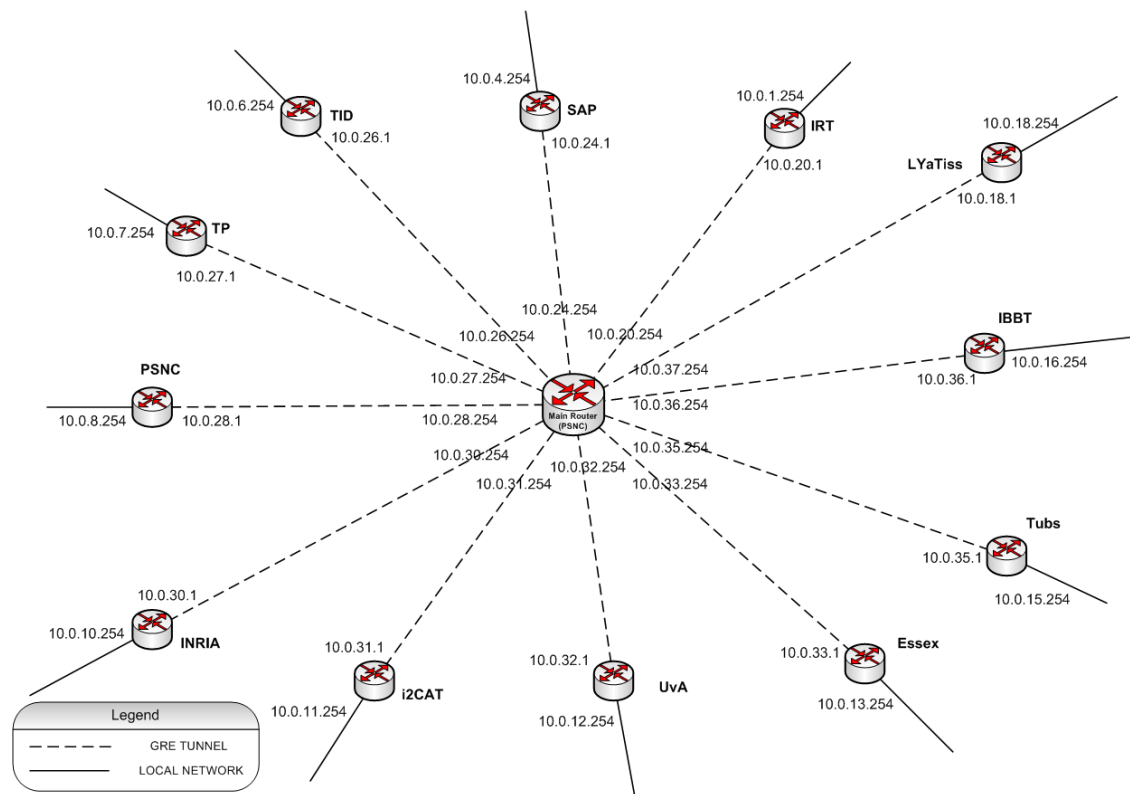 10.0.4.254
SAP
10.0.24.1
TID
10.0.6.254
10.0.26.1
10.0.1.254
IRT
10.0.20.1
10.0.18.254
LYaTiss
10.0.18.1
TP
10.0.7.254
10.0.27.1
10.0.24.254
10.0.26.254
10.0.20.254
IBBT
10.0.16.254
10.0.36.1
PSNC
10.0.8.254
10.0.28.1
10.0.27.254
10.0.37.254
10.0.28.254
Main Router
(PSNC)
10.0.36.254
10.0.30.254
10.0.35.254
10.0.32.254
10.0.31.254
10.0.33.254
Tubs
10.0.35.1
10.0.15.254
10.0.30.1
10.0.10.254
INRIA
10.0.31.1
i2CAT
10.0.11.254
10.0.32.1
UvA
10.0.12.254
Essex
10.0.33.1
10.0.13.254
Legend
GRE TUNNEL
LOCAL NETWORK